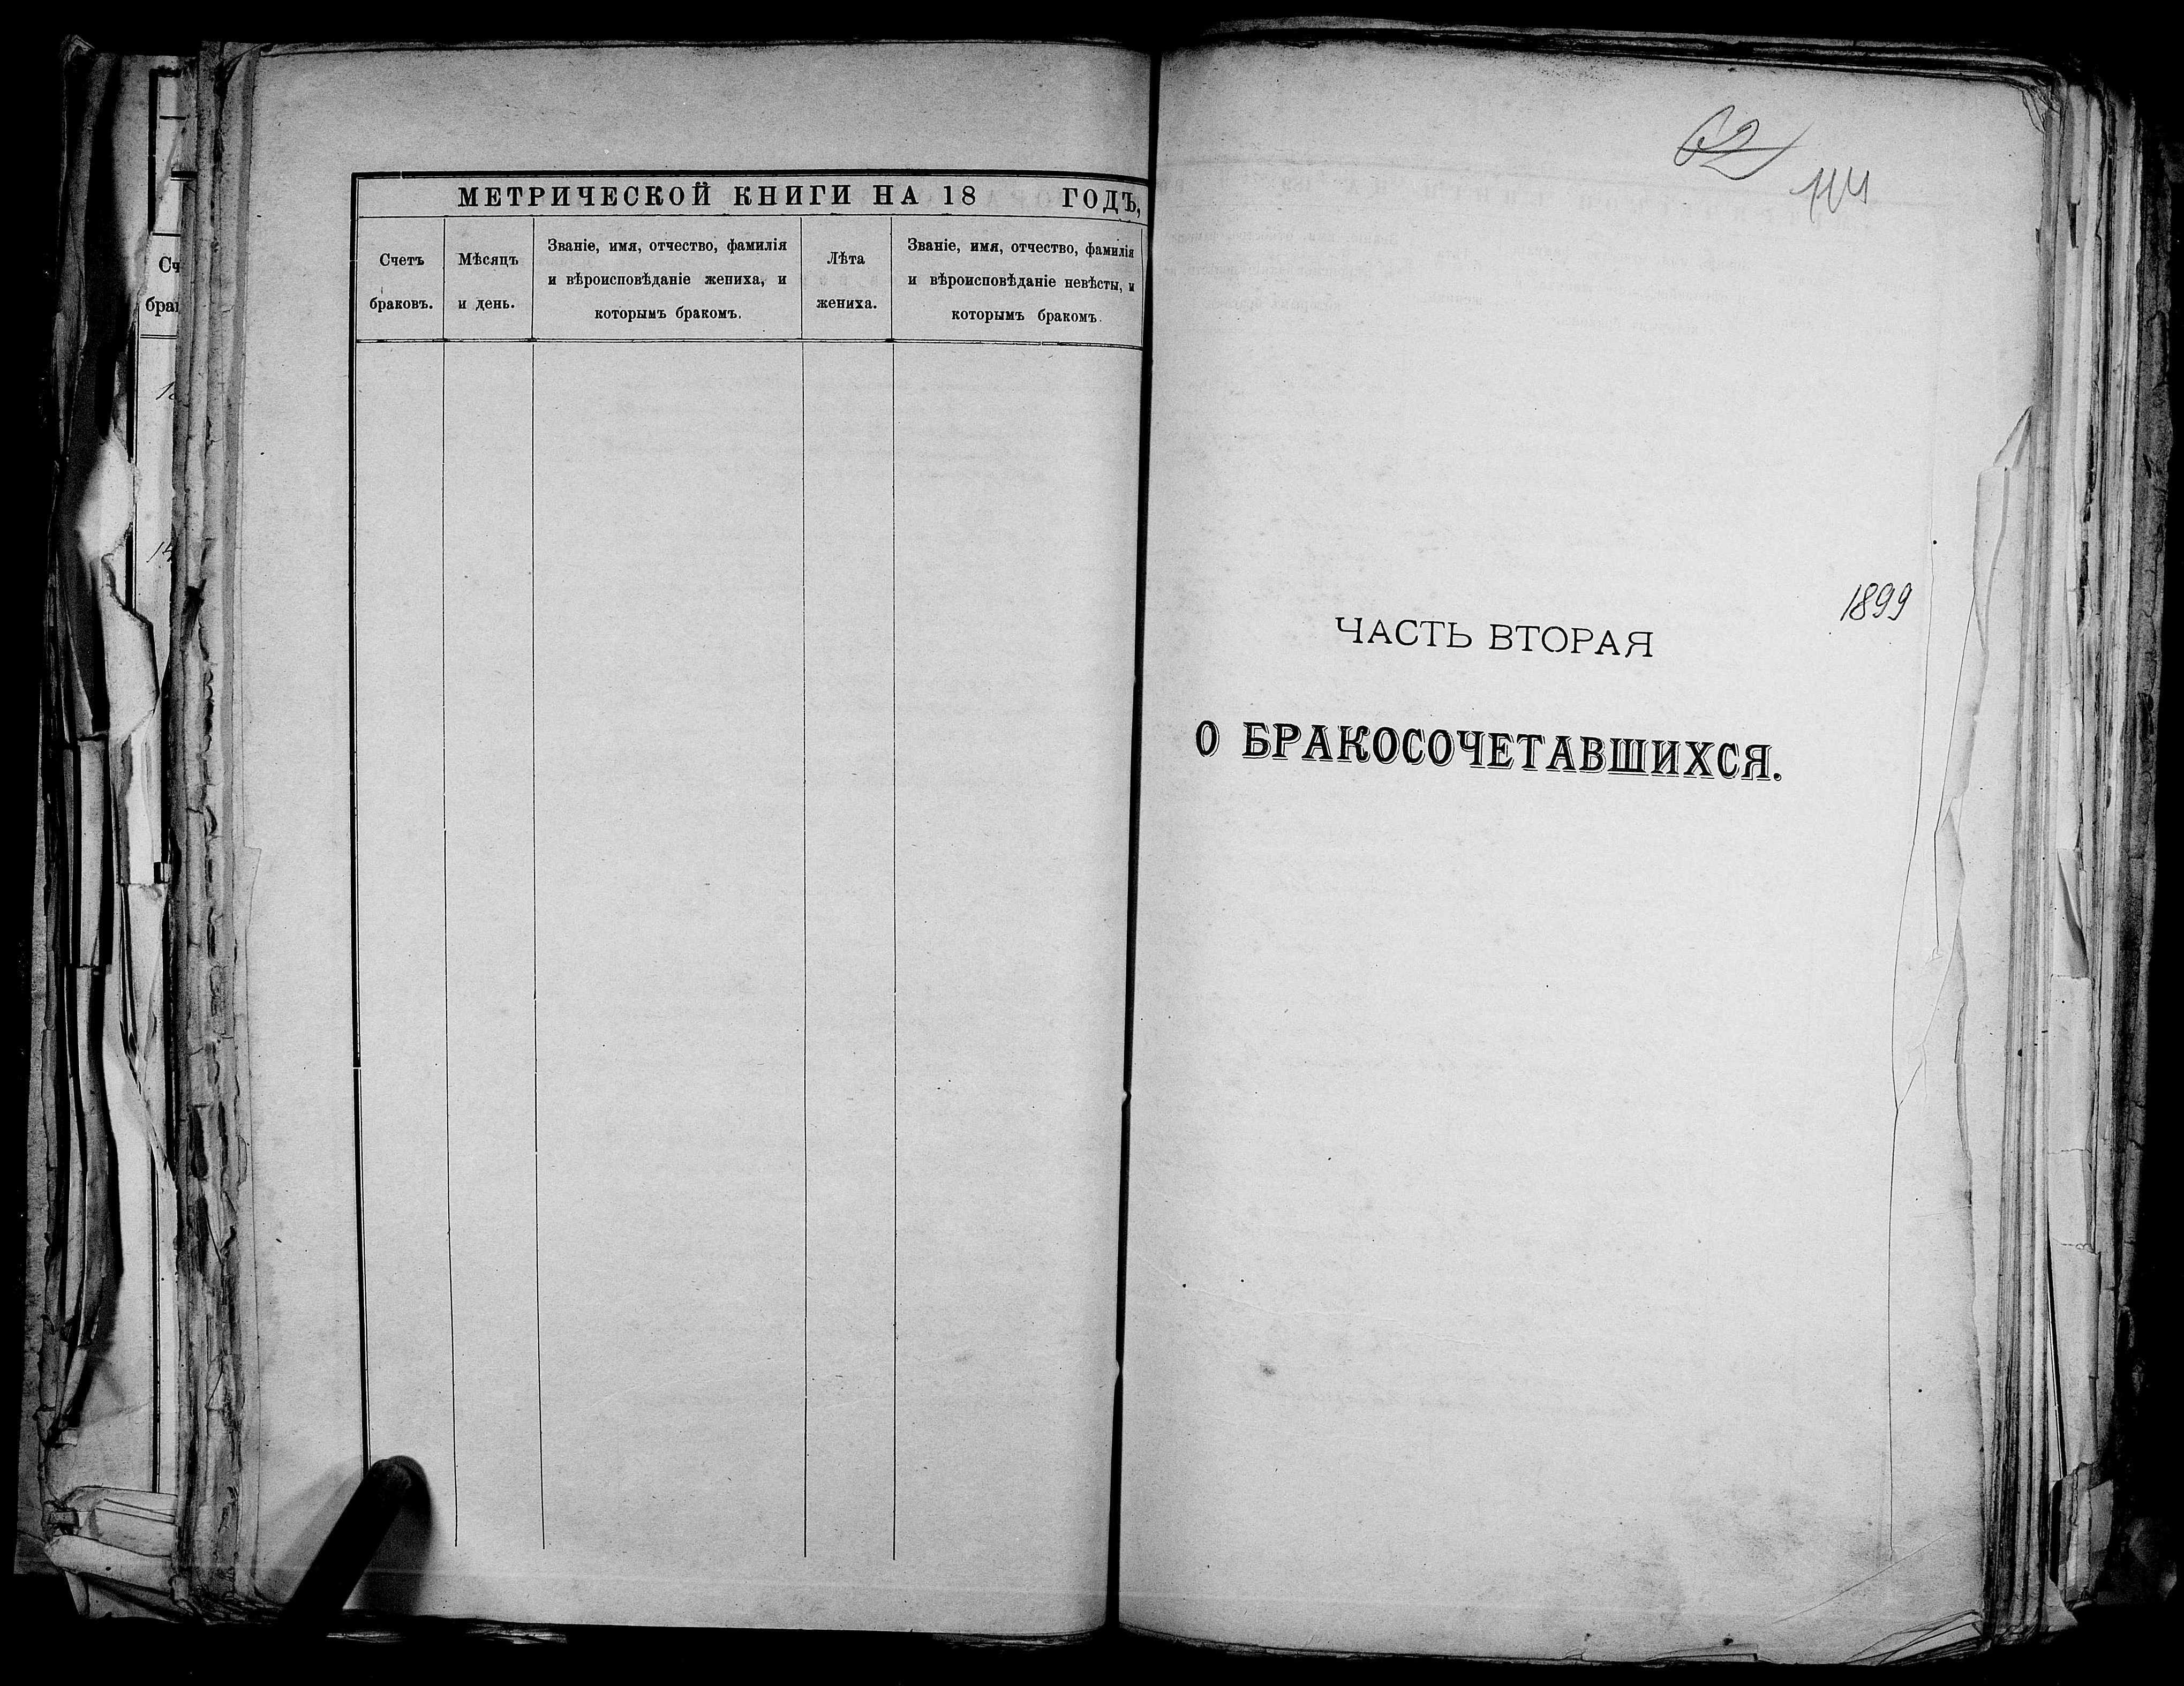 МЕТРИЧЕСКОЙ КНИГИ НА 18 ГОДЪ,
Счетъ
браковъ.
Мѣсяцъ
и день.
Званіе, имя, отчество, фамилія
и вѣроисповѣданіе жениха, и
которымъ бракомъ.
Лѣта
жениха.
Званіе, имя, отчество, фамилія
и вѣроисповѣданіе невѣсты, и
которымъ бракомъ.
62
1899
ЧАСТЬ ВТОРАЯ
О БРАКОСОЧЕТАВШИХСЯ.